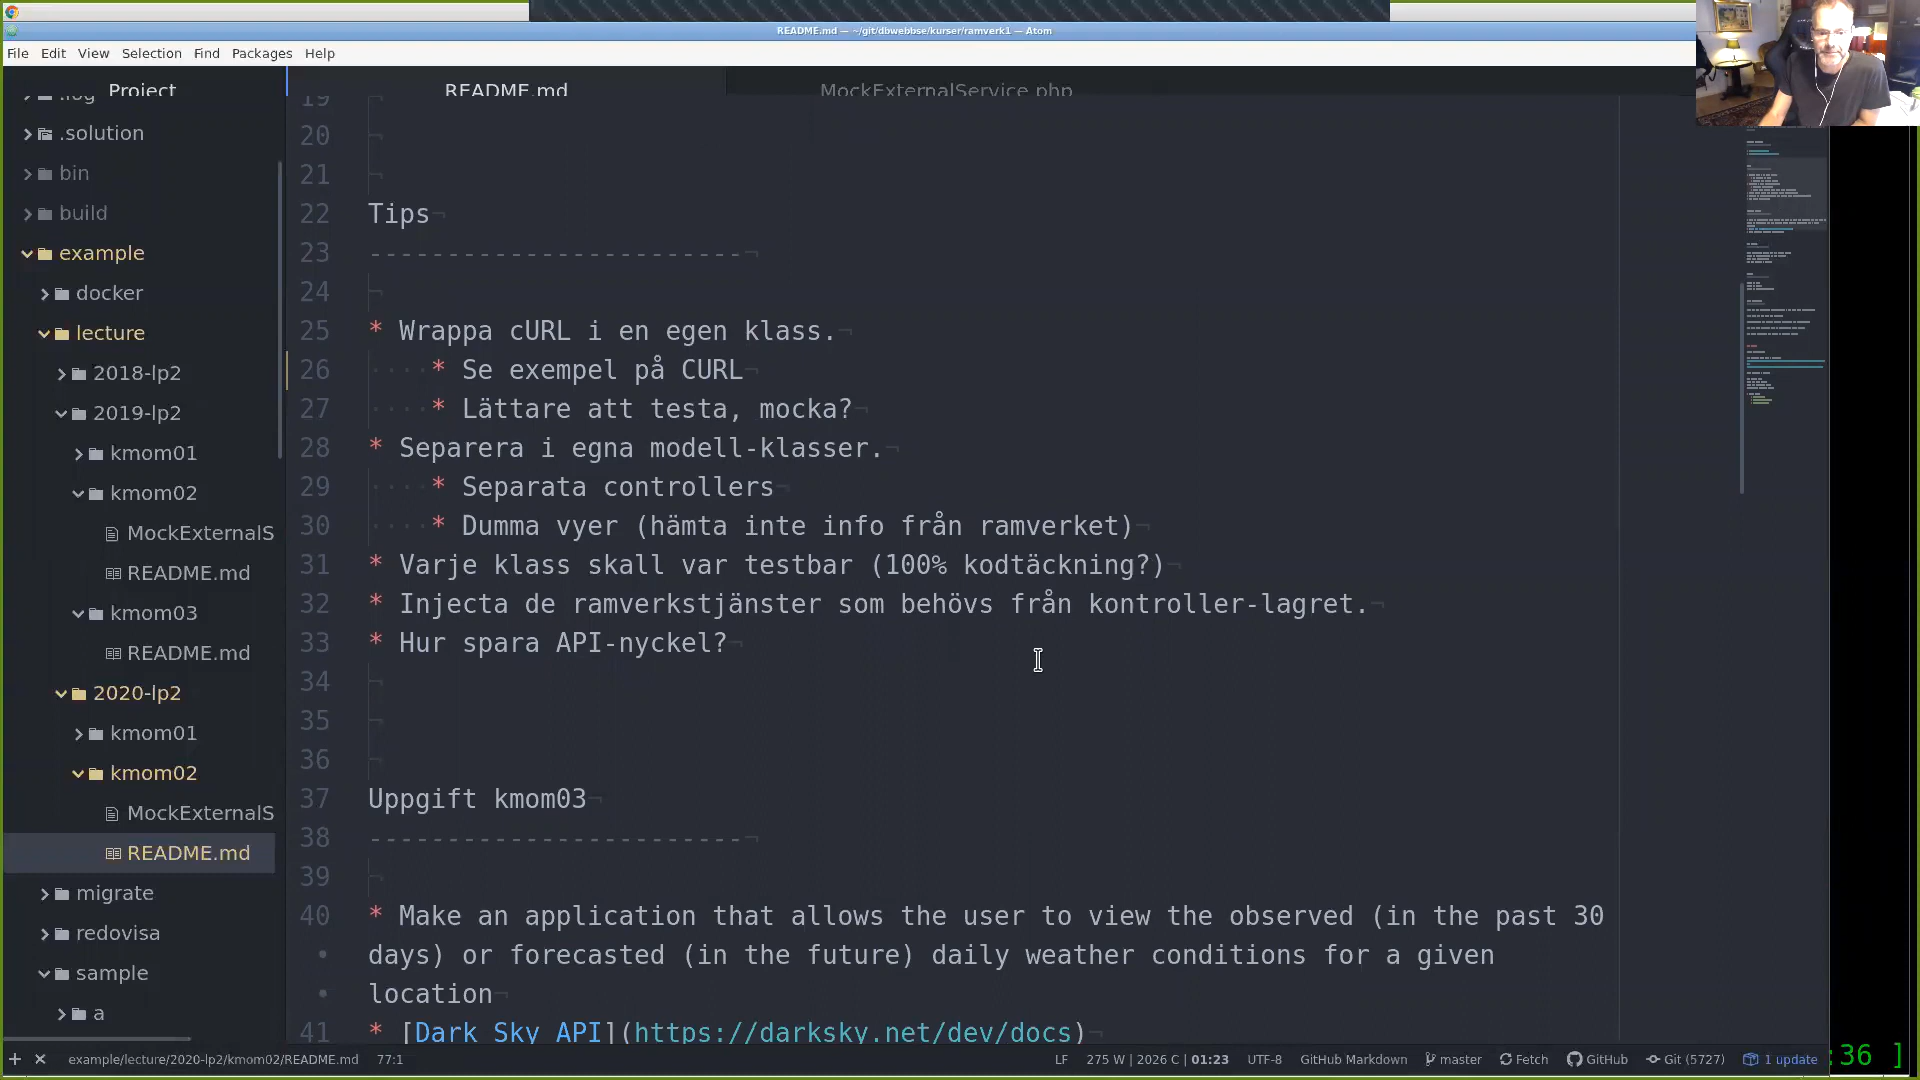 README.md — ~/git/dbwebbse/kurser/ramverk1 — Atom
File Edit View Selection Find Packages Help
Project
README.md
MockExternalService.php
.log
.solution
bin
build
example
docker
lecture
2018-lp2
2019-lp2
kmom01
kmom02
MockExternalS
README.md
kmom03
README.md
2020-lp2
kmom01
kmom02
MockExternalS
README.md
migrate
redovisa
sample
a
19
20
21
22 Tips
23 ------------------------
24
25 * Wrappa cURL i en egen klass.
26 * Se exempel på CURL
27 * Lättare att testa, mocka?
28 * Separera i egna modell-klasser.
29 * Separata controllers
30 * Dumma vyer (hämta inte info från ramverket)
31 * Varje klass skall var testbar (100% kodtäckning?)
32 * Injecta de ramverkstjänster som behövs från kontroller-lagret.
33 * Hur spara API-nyckel?
34
35
36
37 Uppgift kmom03
38 ------------------------
39
40 * Make an application that allows the user to view the observed (in the past 30
• days) or forecasted (in the future) daily weather conditions for a given
• location
41 * [Dark Sky API](https://darksky.net/dev/docs)
example/lecture/2020-lp2/kmom02/README.md 77:1 LF 275 W | 2026 C | 01:23 UTF-8 GitHub Markdown master Fetch GitHub Git (5727) 1 update
:36 ]